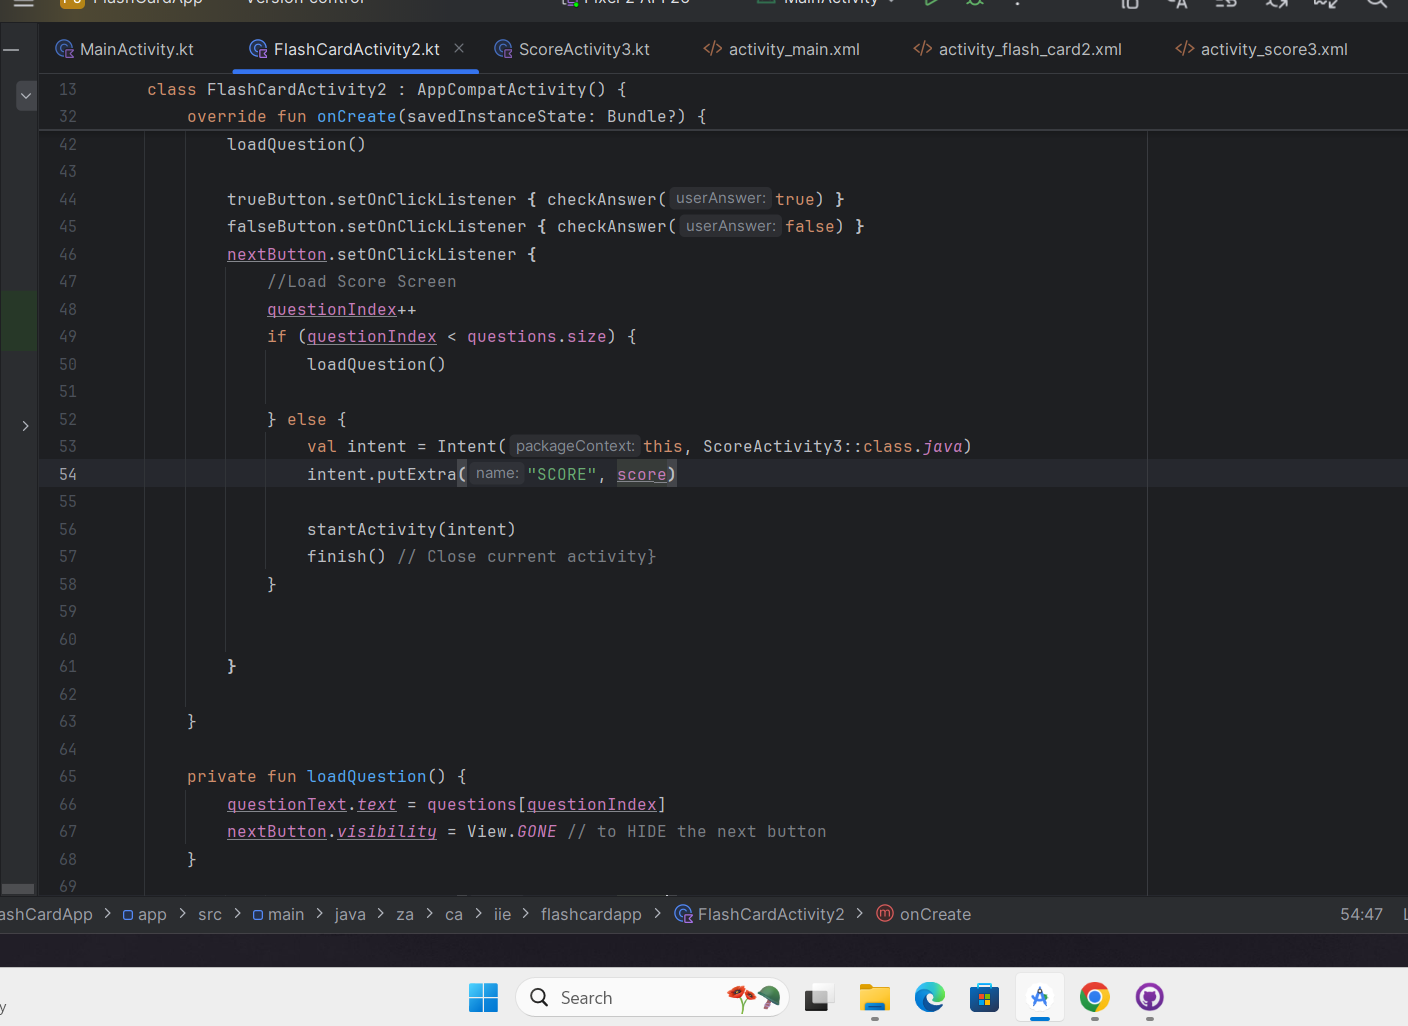 MainActivity.kt FlashCardActivity2.kt ScoreActivity3.kt activity_main.xml activity_flash_card2.xml activity_score3.xml
13 class FlashCardActivity2 : AppCompatActivity() {
32 override fun onCreate(savedInstanceState: Bundle?) {
42 loadQuestion()
43
44 trueButton.setOnClickListener { checkAnswer( userAnswer: true) }
45 falseButton.setOnClickListener { checkAnswer( userAnswer: false) }
46 nextButton.setOnClickListener {
47 //Load Score Screen
48 questionIndex++
49 if (questionIndex < questions.size) {
50 loadQuestion()
51
52 } else {
53 val intent = Intent( packageContext: this, ScoreActivity3::class.java)
54 intent.putExtra( name: "SCORE", score)
55
56 startActivity(intent)
57 finish() // Close current activity}
58 }
59
60
61 }
62
63 }
64
65 private fun loadQuestion() {
66 questionText.text = questions[questionIndex]
67 nextButton.visibility = View.GONE // to HIDE the next button
68 }
69
ashCardApp > app > src > main > java > za > ca > iie > flashcardapp > FlashCardActivity2 > onCreate 54:47
Search